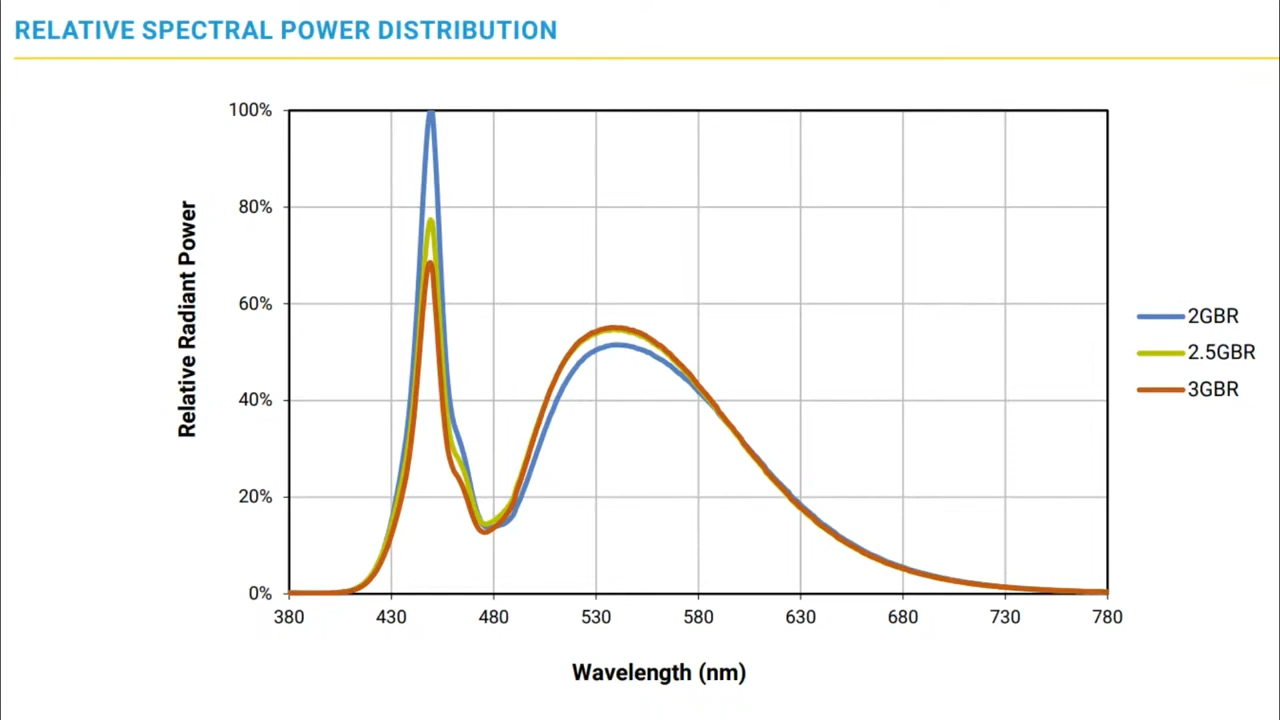 RELATIVE SPECTRAL POWER DISTRIBUTION
100%
80%
60%
40%
20%
0%
Relative Radiant Power
380 430 480 530 580 630 680 730 780
Wavelength (nm)
2GBR
2.5GBR
3GBR